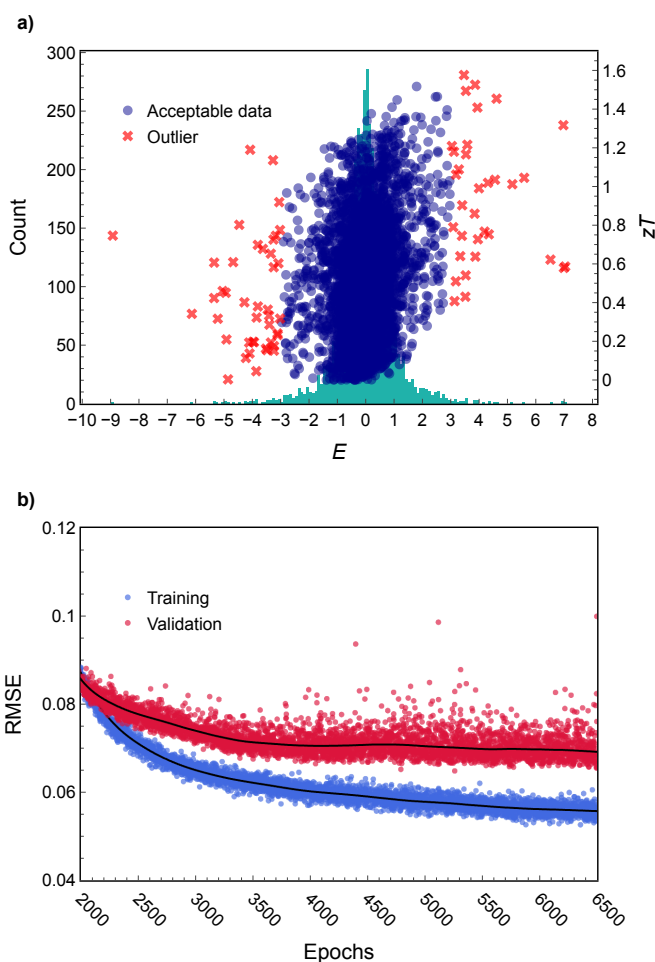 a)
300
250
200
150
100
50
0
Count
Acceptable data
Outlier
1.6
1.4
1.2
1
0.8
0.6
0.4
0.2
0
zT
−10 −9 −8 −7 −6 −5 −4 −3 −2 −1 0 1 2 3 4 5 6 7 8
E
b)
0.12
0.1
0.08
0.06
0.04
RMSE
Training
Validation
2000 2500 3000 3500 4000 4500 5000 5500 6000 6500
Epochs